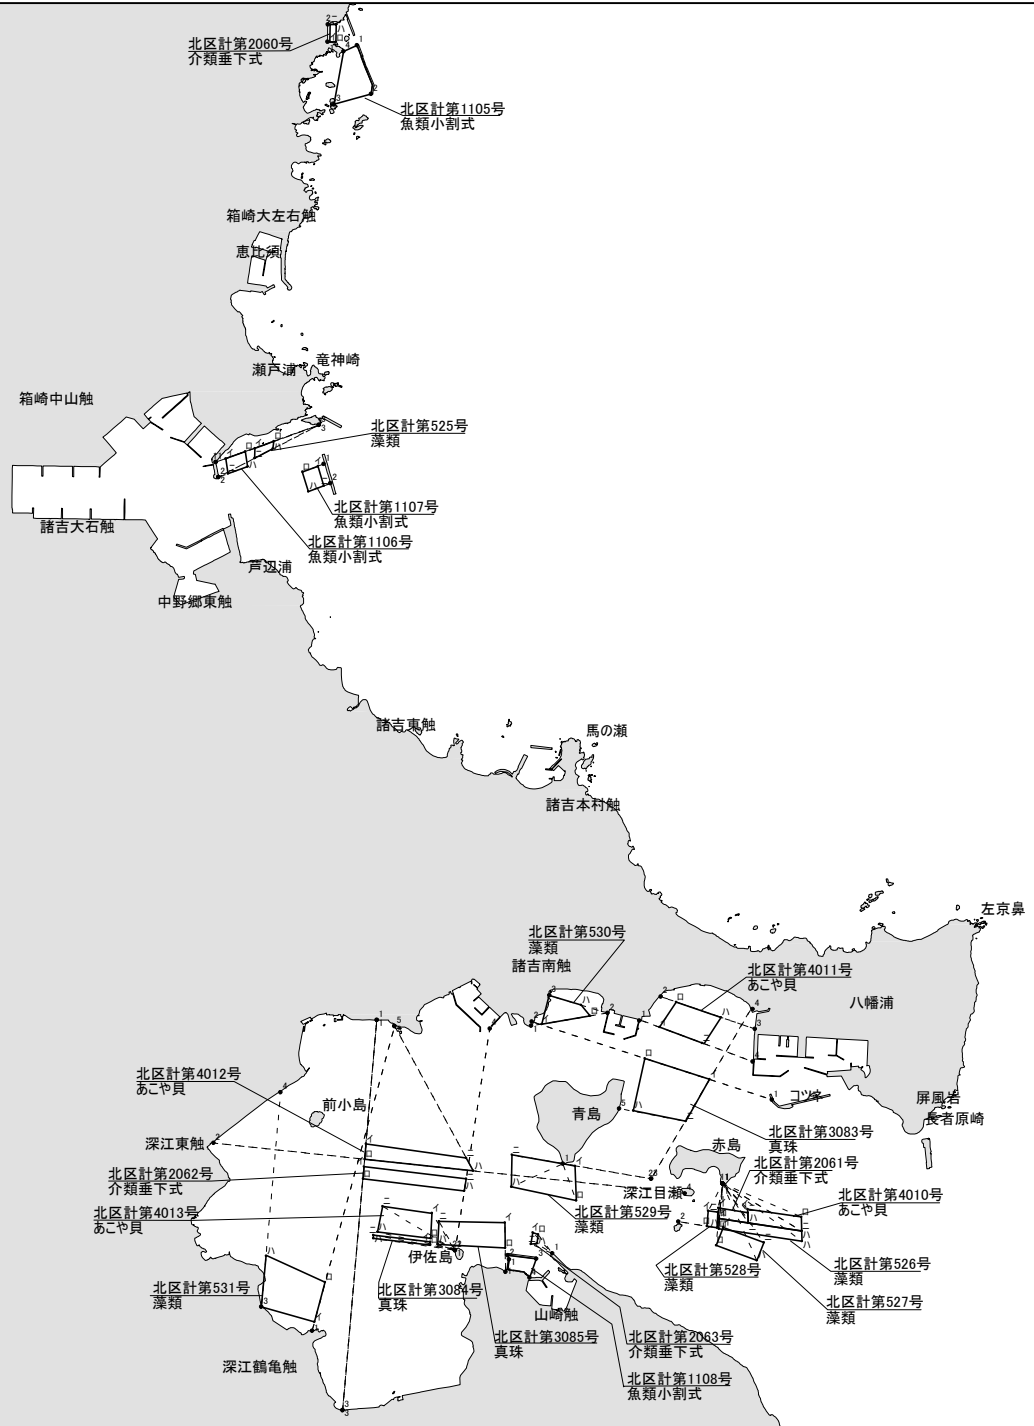 北区計第2060号
介類垂下式
北区計第1105号
魚類小割式
箱崎大左右触
恵比須
瀬戸浦
竜神崎
箱崎中山触
北区計第525号
藻類
北区計第1107号
魚類小割式
諸吉大石触
北区計第1106号
魚類小割式
芦辺浦
中野郷東触
諸吉東触
馬の瀬
諸吉本村触
左京鼻
北区計第530号
藻類
諸吉南触
北区計第4011号
あこや貝
八幡浦
北区計第4012号
あこや貝
前小島
青島
コツネ
屏風岩
長者原崎
深江東触
北区計第3083号
真珠
赤島
北区計第2062号
介類垂下式
北区計第2061号
介類垂下式
深江目瀬
北区計第4010号
あこや貝
北区計第4013号
あこや貝
北区計第529号
藻類
伊佐島
北区計第528号
藻類
北区計第526号
藻類
北区計第531号
藻類
北区計第3084号
真珠
北区計第527号
藻類
山崎触
北区計第3085号
真珠
北区計第2063号
介類垂下式
深江鶴亀触
北区計第1108号
魚類小割式